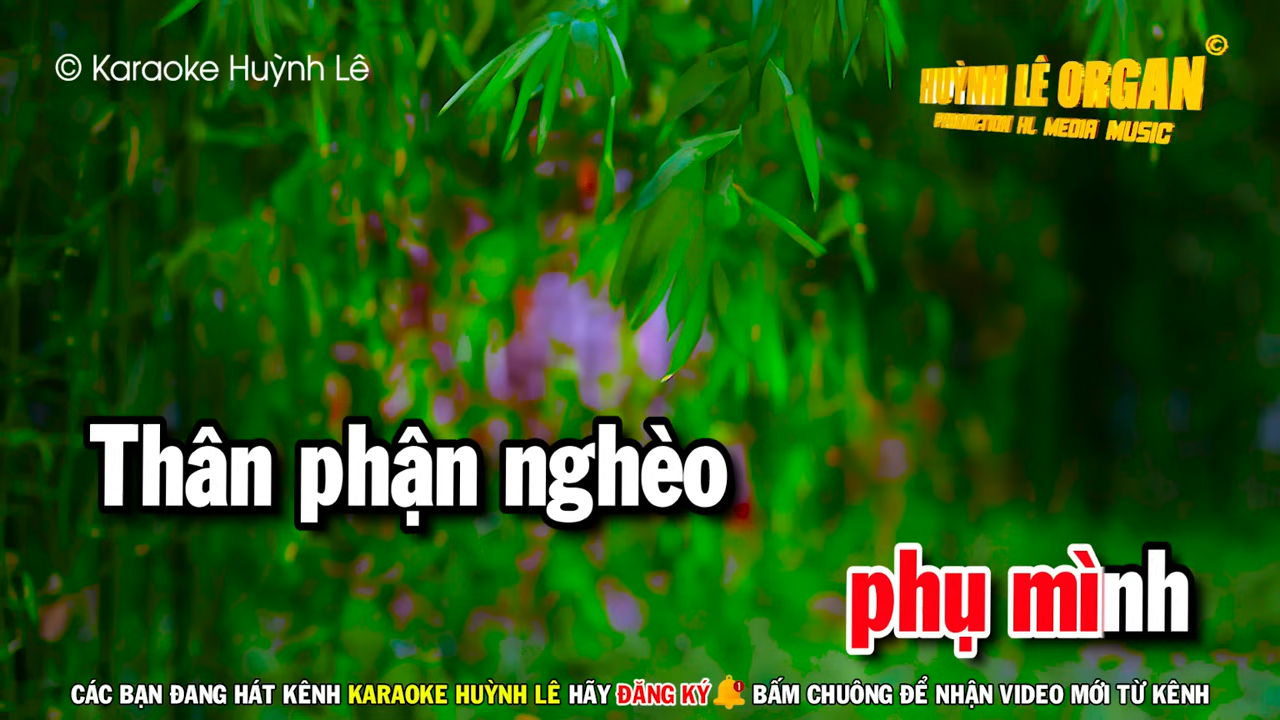 © Karaoke Huỳnh Lê
©
HUỲNH LÊ ORGAN
PRODUCTION HL MEDIA MUSIC
Thân phận nghèo
phụ mình
CÁC BẠN ĐANG HÁT KÊNH KARAOKE HUỲNH LÊ HÃY ĐĂNG KÝ BẤM CHUÔNG ĐỂ NHẬN VIDEO MỚI TỪ KÊNH